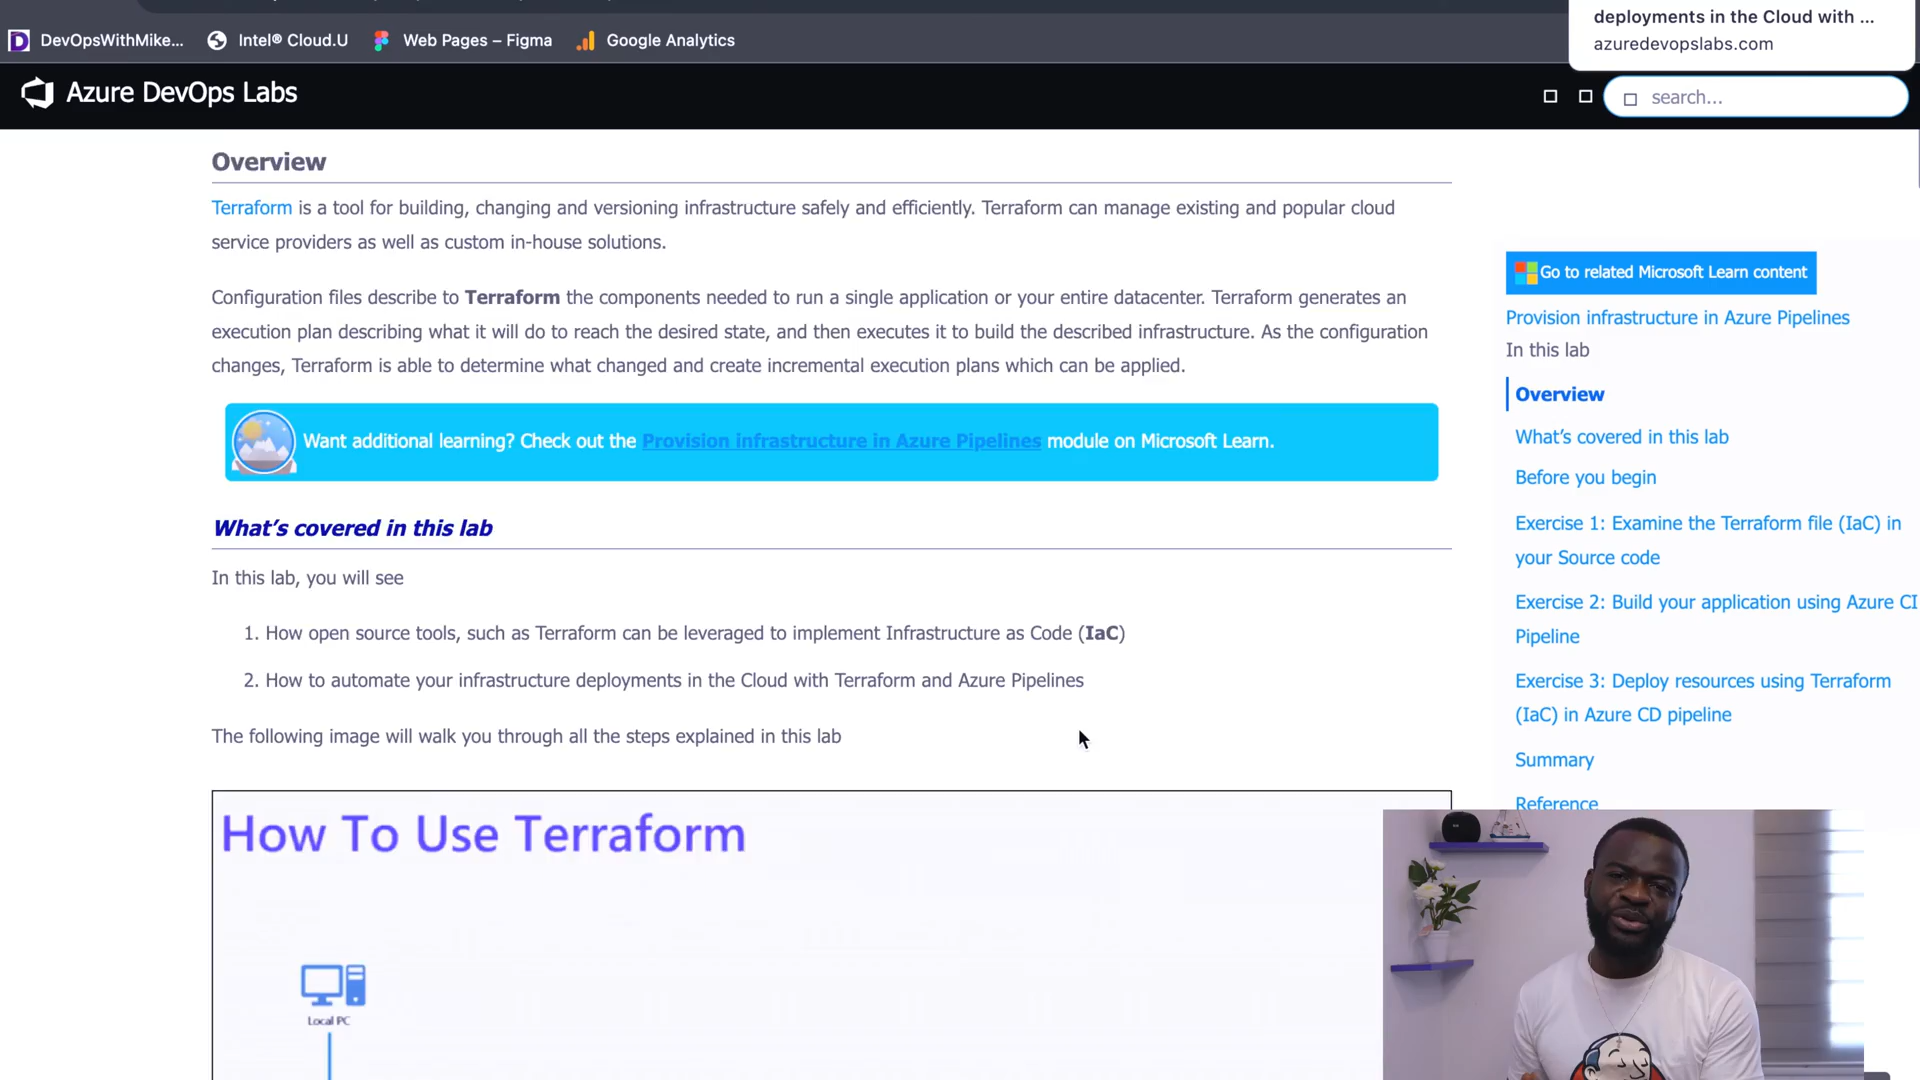 deployments in the Cloud with ...
azuredevopslabs.com
DevOpsWithMike...
Intel® Cloud.U
Web Pages – Figma
Google Analytics
Azure DevOps Labs
search...
Overview
Terraform is a tool for building, changing and versioning infrastructure safely and efficiently. Terraform can manage existing and popular cloud
service providers as well as custom in-house solutions.
Configuration files describe to Terraform the components needed to run a single application or your entire datacenter. Terraform generates an
execution plan describing what it will do to reach the desired state, and then executes it to build the described infrastructure. As the configuration
changes, Terraform is able to determine what changed and create incremental execution plans which can be applied.
Want additional learning? Check out the Provision infrastructure in Azure Pipelines module on Microsoft Learn.
What's covered in this lab
In this lab, you will see
1. How open source tools, such as Terraform can be leveraged to implement Infrastructure as Code (IaC)
2. How to automate your infrastructure deployments in the Cloud with Terraform and Azure Pipelines
The following image will walk you through all the steps explained in this lab
How To Use Terraform
Local PC
Go to related Microsoft Learn content
Provision infrastructure in Azure Pipelines
In this lab
Overview
What's covered in this lab
Before you begin
Exercise 1: Examine the Terraform file (IaC) in
your Source code
Exercise 2: Build your application using Azure CI
Pipeline
Exercise 3: Deploy resources using Terraform
(IaC) in Azure CD pipeline
Summary
Reference